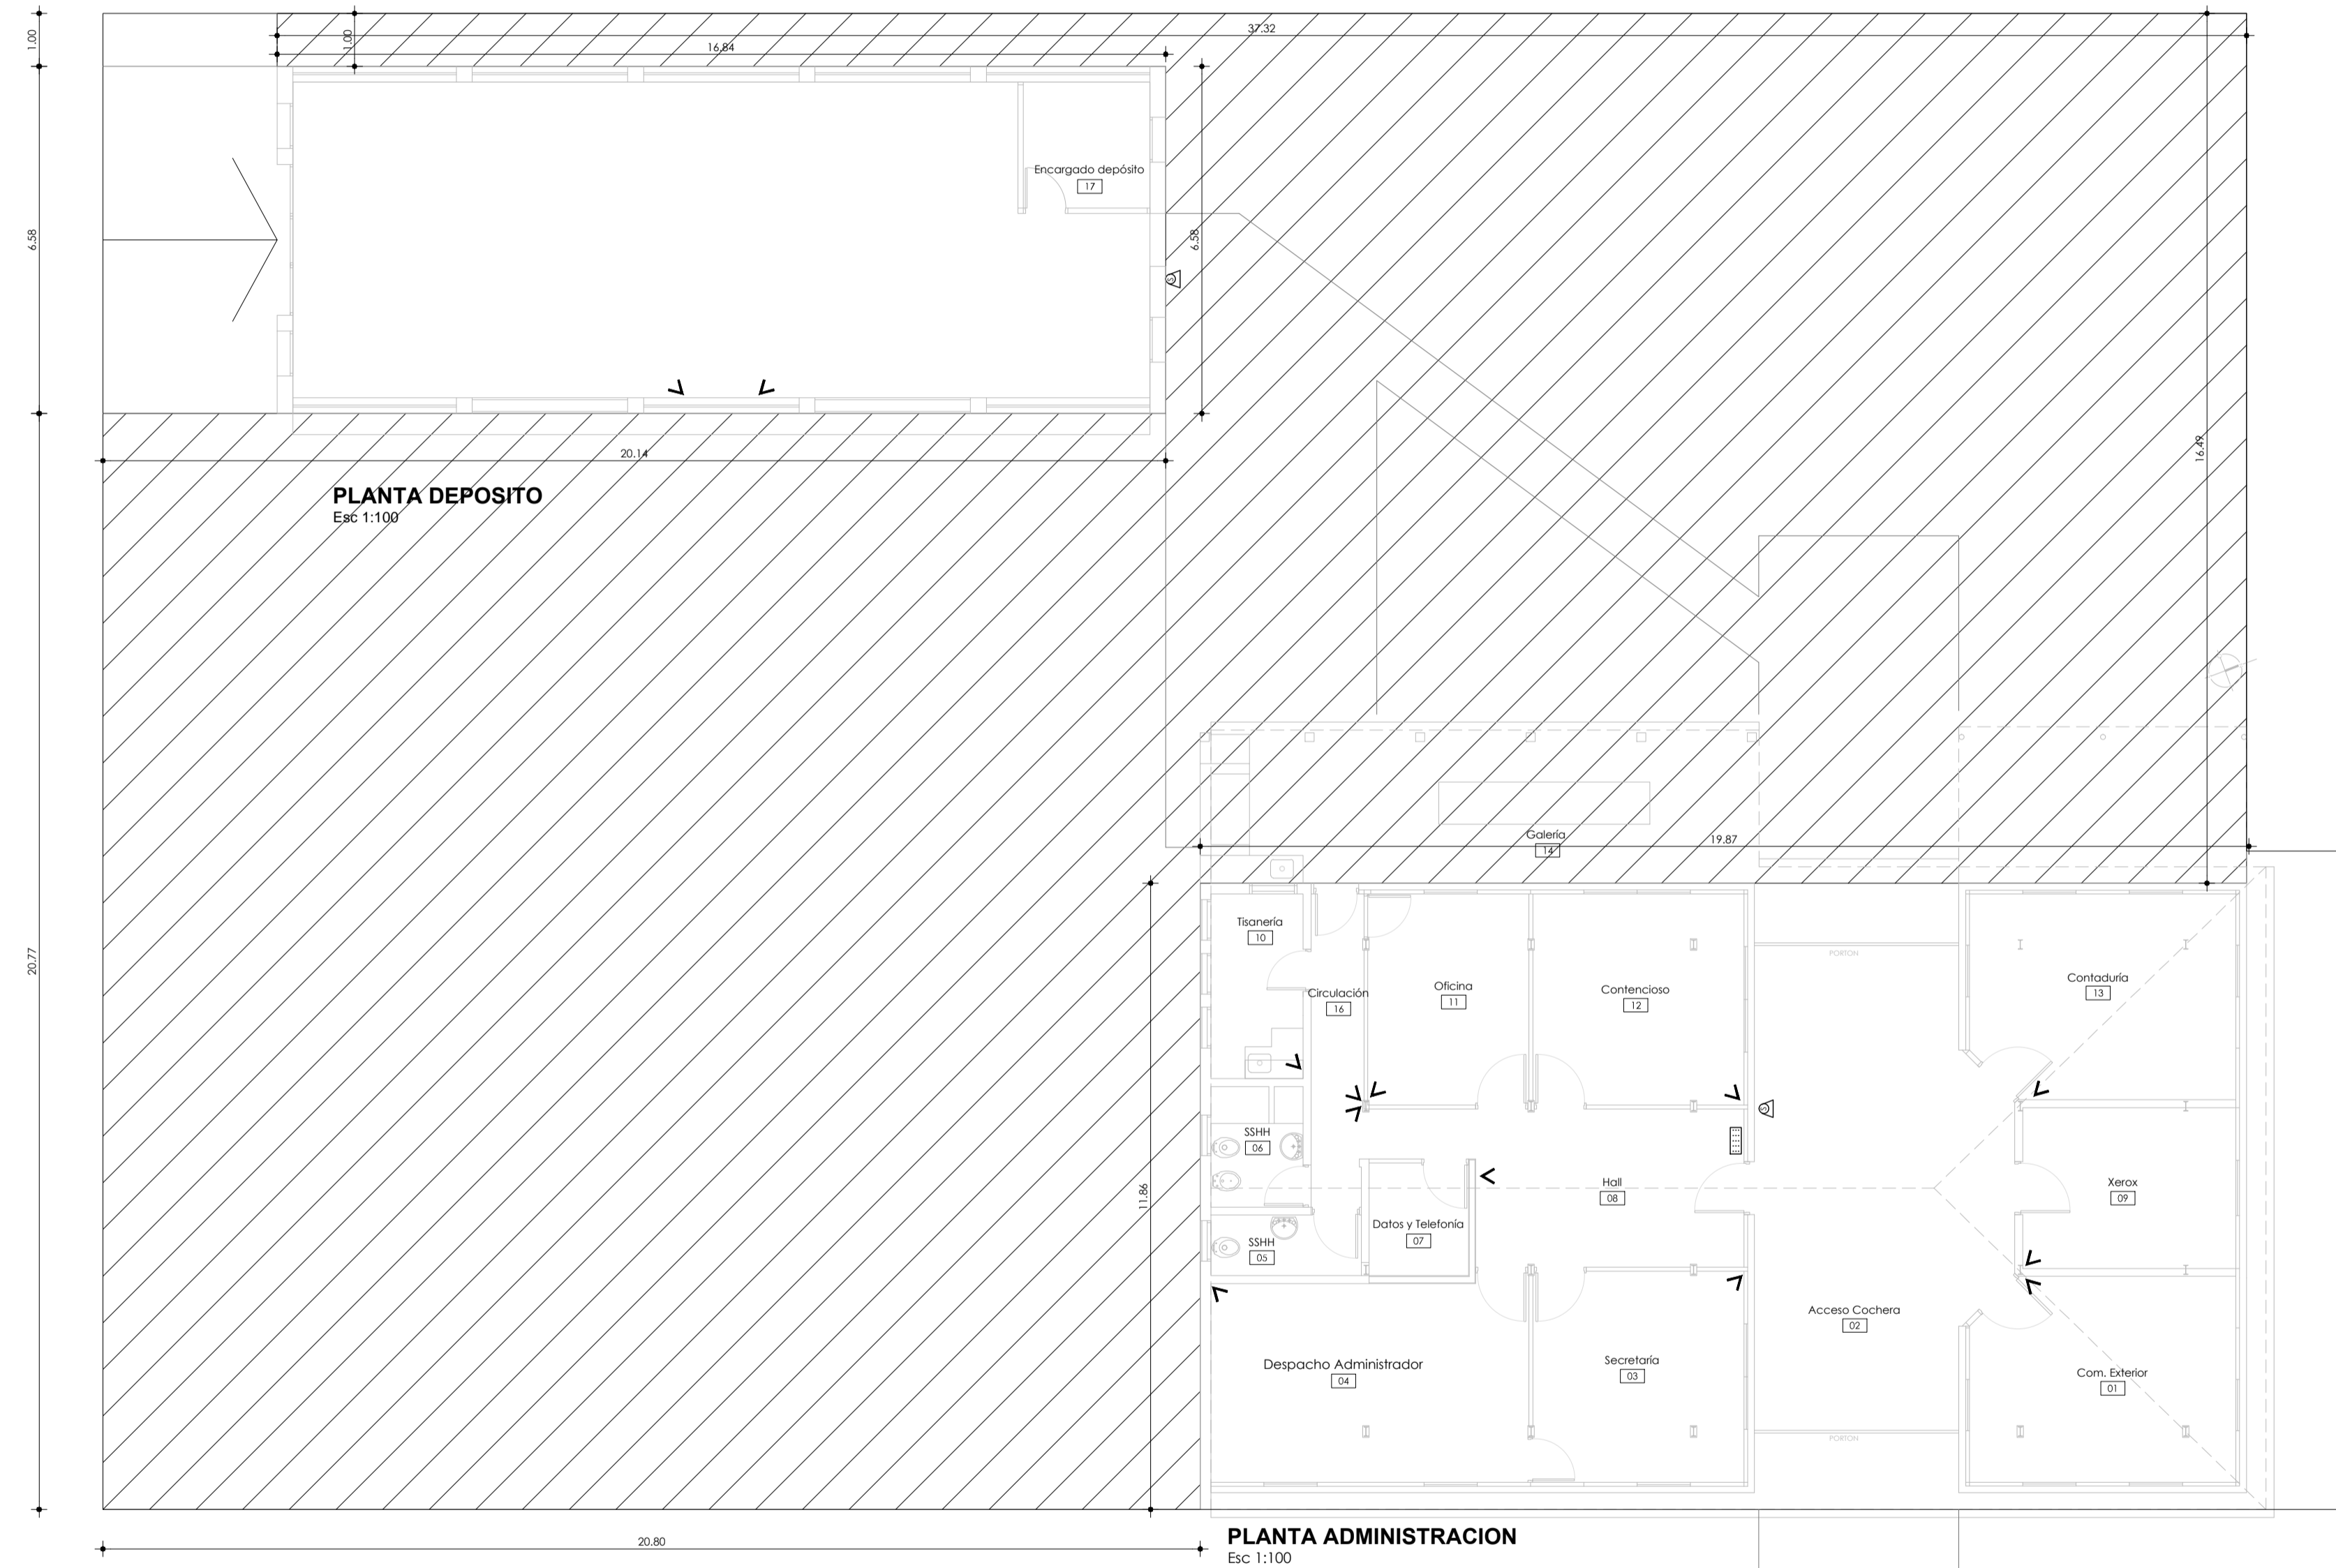 1.00
1.00
37.32
16.84
Encargado depósito
17
6.58
6.58
S
16.49
20.14
PLANTA DEPOSITO
Esc 1:100
Galería
14
19.87
20.77
Tisanería
10
PORTON
Contaduría
13
Circulación
16
Oficina
11
Contencioso
12
S
SSHH
06
11.86
Hall
08
Xerox
09
Datos y Telefonía
07
SSHH
05
Acceso Cochera
02
Despacho Administrador
04
Secretaría
03
Com. Exterior
01
PORTON
20.80
PLANTA ADMINISTRACION
Esc 1:100